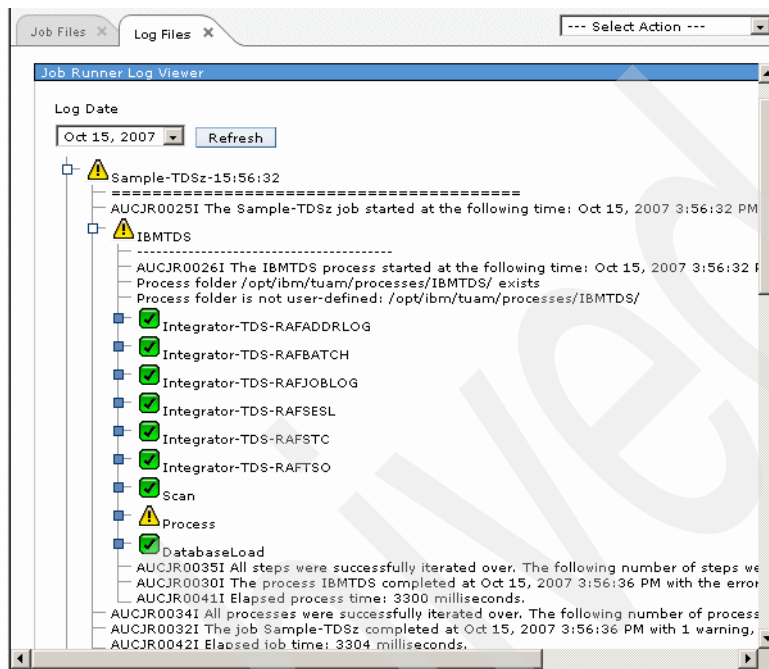 Job Files
Log Files
--- Select Action ---
Job Runner Log Viewer
Log Date
Oct 15, 2007
Refresh
Sample-TDSz-15:56:32
=========================================
AUCJR0025I The Sample-TDSz job started at the following time: Oct 15, 2007 3:56:32 PM
IBMTDS
------------------------------------
AUCJR0026I The IBMTDS process started at the following time: Oct 15, 2007 3:56:32
Process folder /opt/ibm/tuam/processes/IBMTDS/ exists
Process folder is not user-defined: /opt/ibm/tuam/processes/IBMTDS/
Integrator-TDS-RAFADDRLOG
Integrator-TDS-RAFBATCH
Integrator-TDS-RAFJOBLOG
Integrator-TDS-RAFSESL
Integrator-TDS-RAFSTC
Integrator-TDS-RAFTSO
Scan
Process
DatabaseLoad
AUCJR0035I All steps were successfully iterated over. The following number of steps we
AUCJR0030I The process IBMTDS completed at Oct 15, 2007 3:56:36 PM with the error
AUCJR0041I Elapsed process time: 3300 milliseconds.
AUCJR0034I All processes were successfully iterated over. The following number of process
AUCJR0032I The job Sample-TDSz completed at Oct 15, 2007 3:56:36 PM with 1 warning,
AUCJR0042I Elapsed job time: 3304 milliseconds.